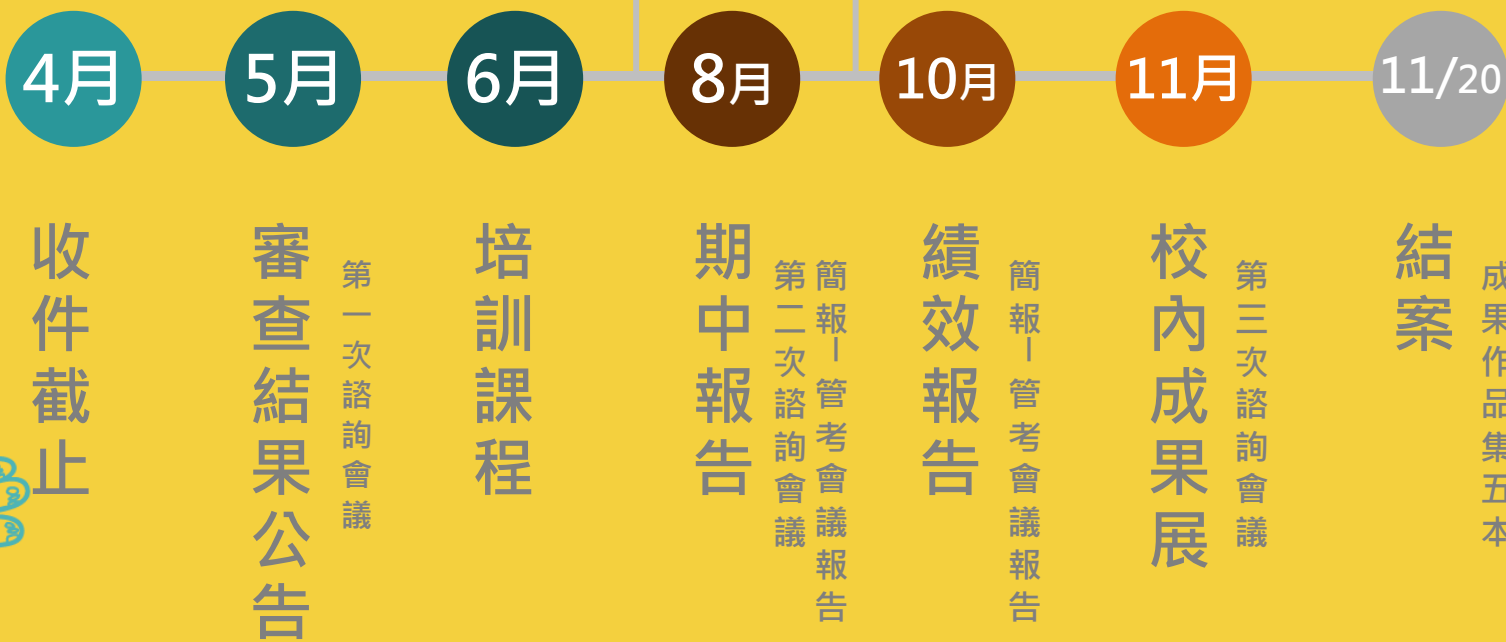 4月
5月
6月
8月
10月
11月
11/20
收件截止
審查結果公告
第一次諮詢會議
培訓課程
期中報告
簡報—管考會議報告
第二次諮詢會議
績效報告
簡報—管考會議報告
校內成果展
第三次諮詢會議
結案
成果作品集五本